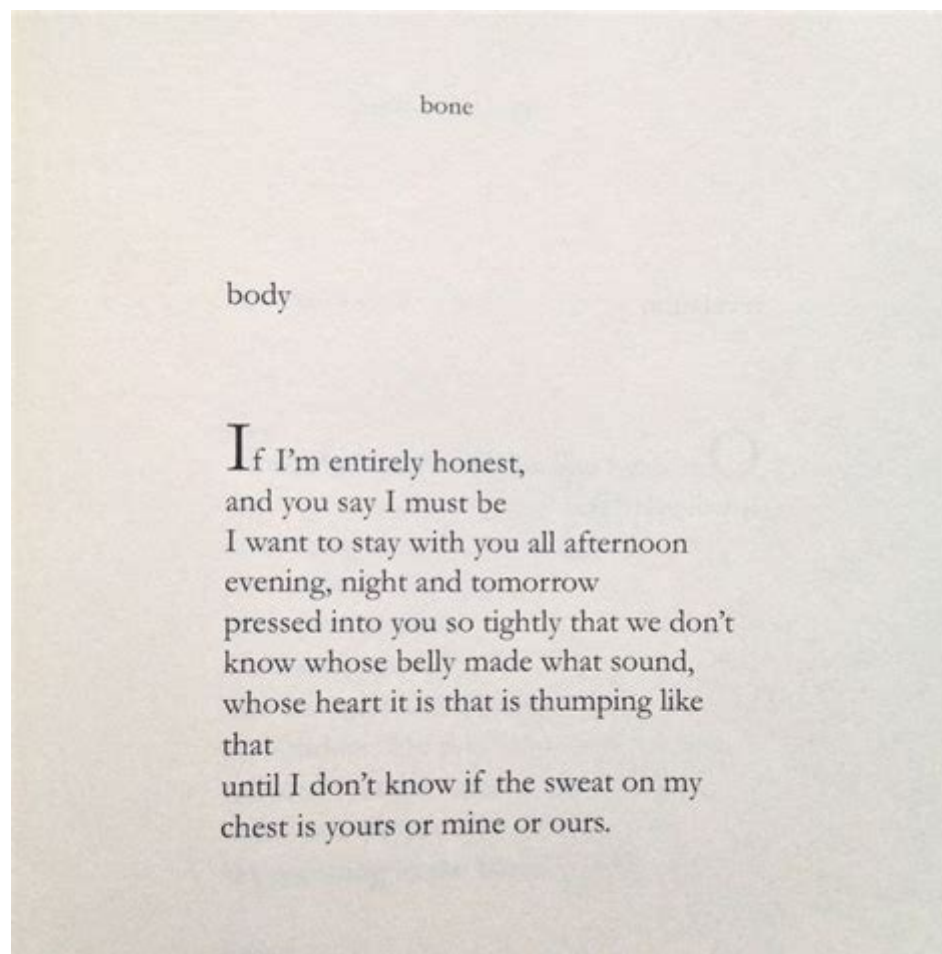 bone
body
If I'm entirely honest,
and you say I must be
I want to stay with you all afternoon
evening, night and tomorrow
pressed into you so tightly that we don't
know whose belly made what sound,
whose heart it is that is thumping like
that
until I don't know if the sweat on my
chest is yours or mine or ours.